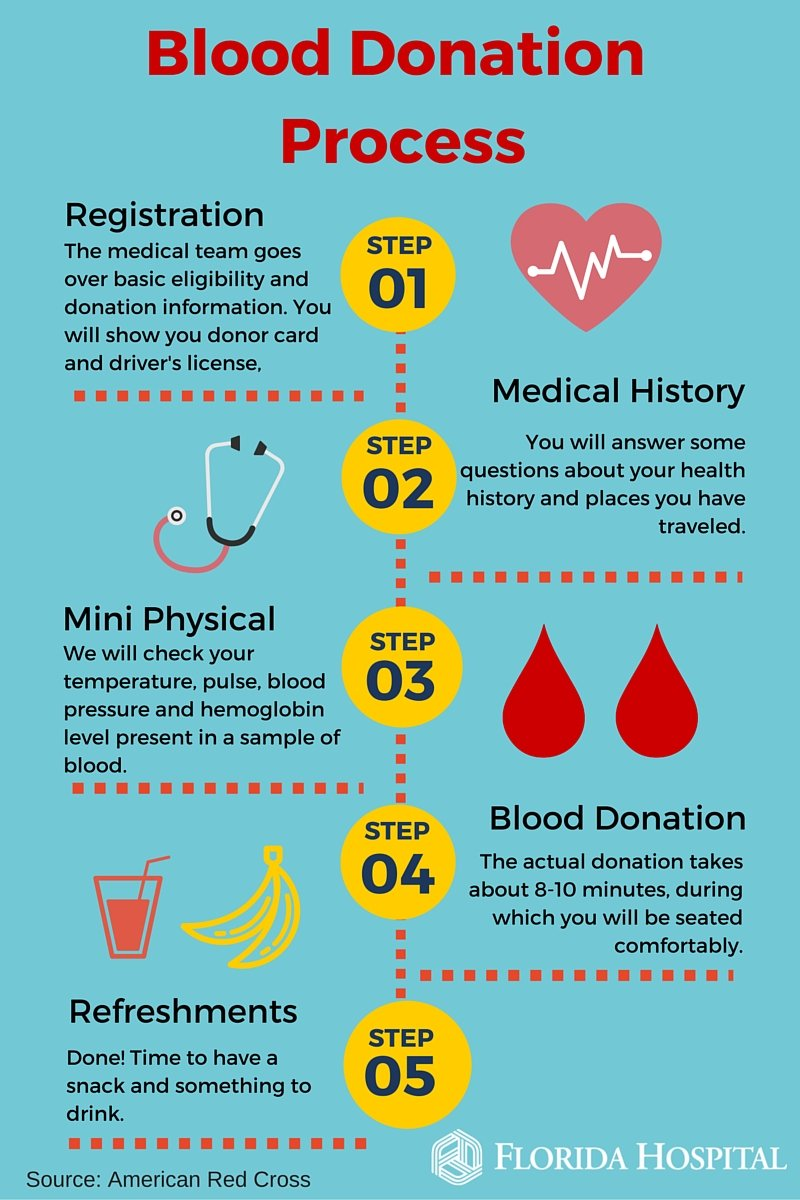 Blood Donation
Process
Registration
The medical team goes
over basic eligibility and
donation information. You
will show you donor card
and driver's license,
STEP
01
Medical History
You will answer some
questions about your health
history and places you have
traveled.
STEP
02
Mini Physical
We will check your
temperature, pulse, blood
pressure and hemoglobin
level present in a sample of
blood.
STEP
03
Blood Donation
The actual donation takes
about 8-10 minutes, during
which you will be seated
comfortably.
STEP
04
Refreshments
Done! Time to have a
snack and something to
drink.
STEP
05
FLORIDA HOSPITAL
Source: American Red Cross